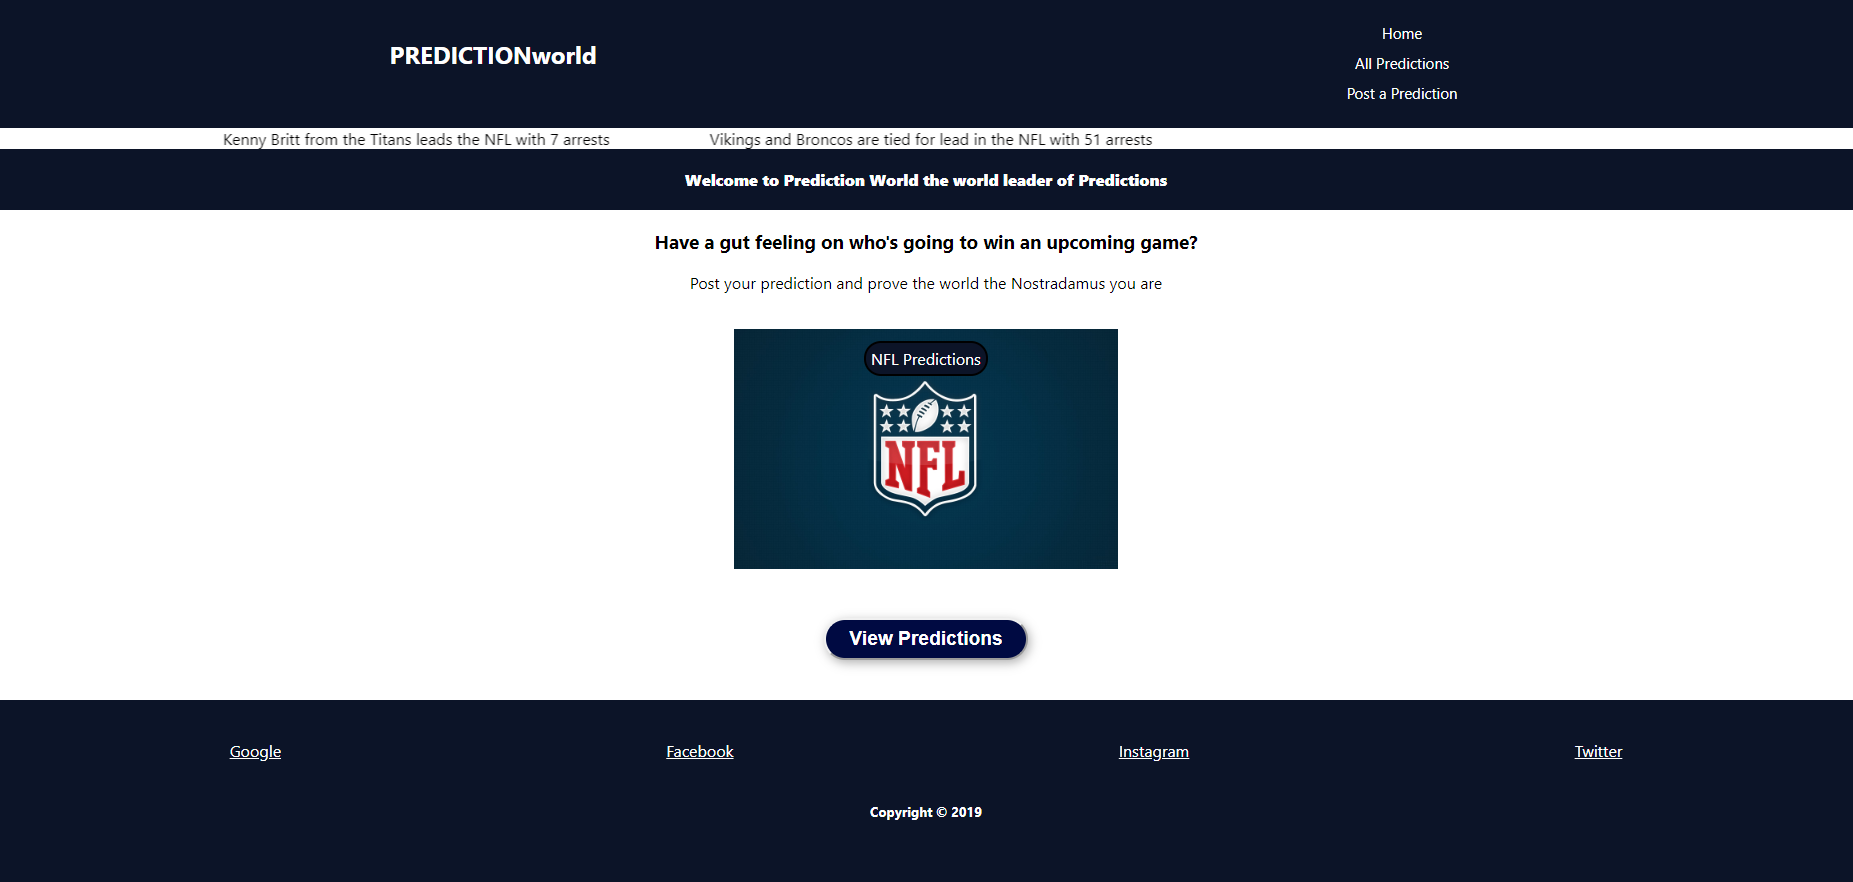 PREDICTIONworld
Home
All Predictions
Post a Prediction
Kenny Britt from the Titans leads the NFL with 7 arrests
Vikings and Broncos are tied for lead in the NFL with 51 arrests
Welcome to Prediction World the world leader of Predictions
Have a gut feeling on who's going to win an upcoming game?
Post your prediction and prove the world the Nostradamus you are
NFL Predictions
NFL
View Predictions
Google
Facebook
Instagram
Twitter
Copyright © 2019